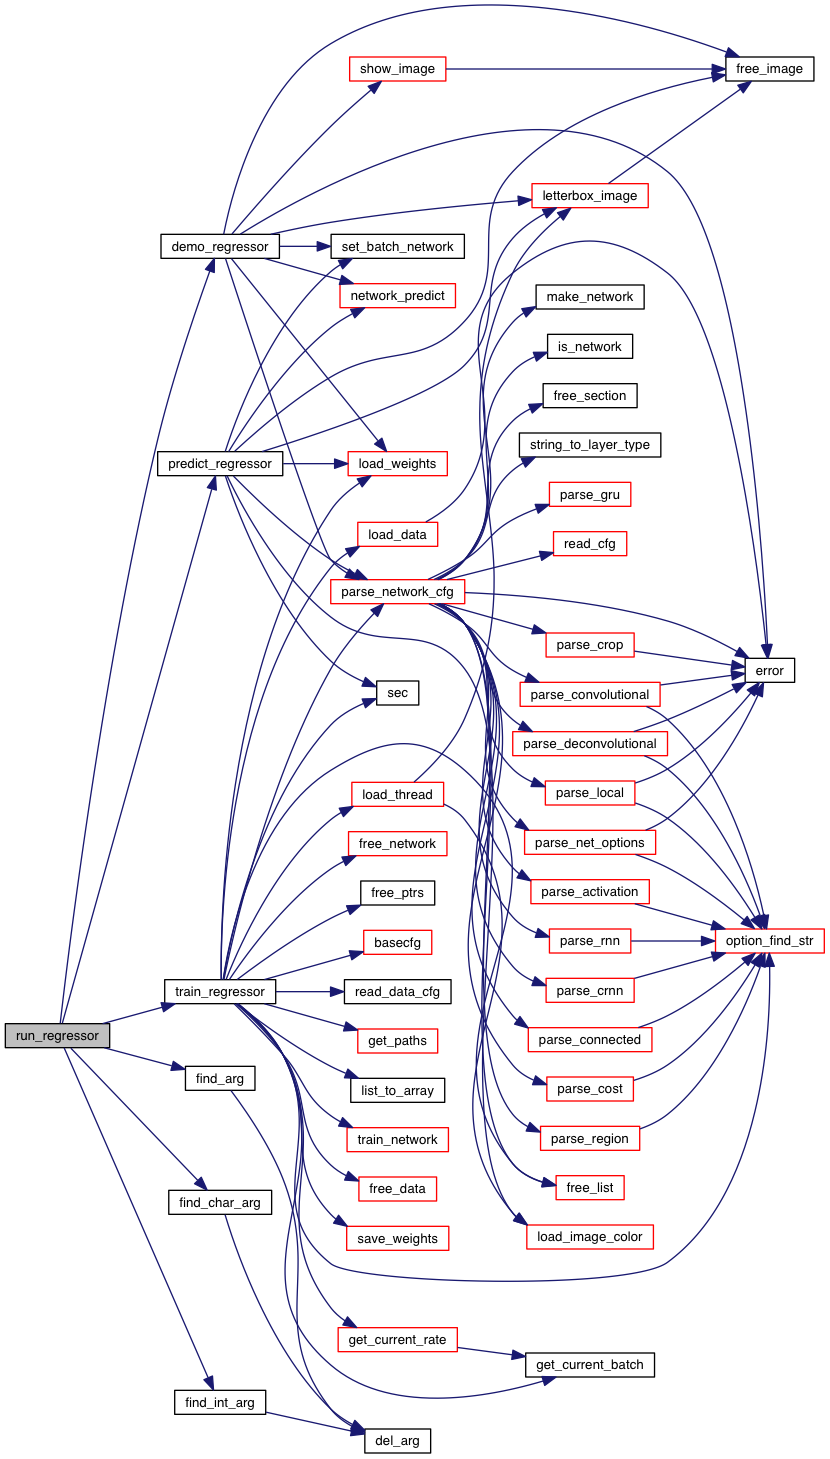 free_image
show_image
letterbox_image
demo_regressor
set_batch_network
network_predict
make_network
is_network
free_section
string_to_layer_type
predict_regressor
load_weights
parse_gru
load_data
read_cfg
parse_network_cfg
parse_crop
error
sec
parse_convolutional
parse_deconvolutional
load_thread
parse_local
free_network
parse_net_options
free_ptrs
parse_activation
basecfg
parse_rnn
option_find_str
train_regressor
read_data_cfg
parse_crnn
run_regressor
get_paths
parse_connected
find_arg
list_to_array
parse_cost
train_network
parse_region
find_char_arg
free_data
free_list
save_weights
load_image_color
get_current_rate
get_current_batch
find_int_arg
del_arg